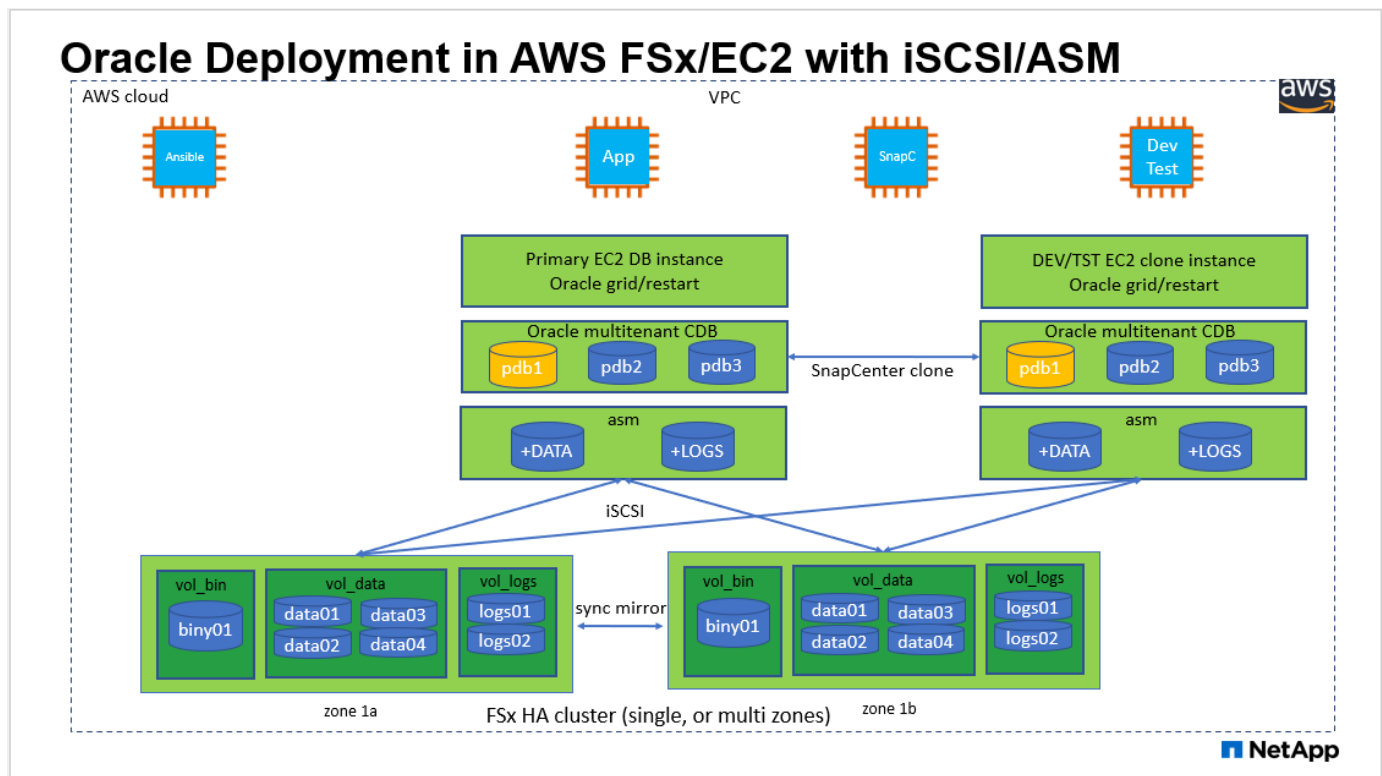 Oracle Deployment in AWS FSx/EC2 with iSCSI/ASM
AWS cloud
VPC
aws
Ansible
App
SnapC
Dev
Test
Primary EC2 DB instance
Oracle grid/restart
DEV/TST EC2 clone instance
Oracle grid/restart
Oracle multitenant CDB
pdb1
pdb2
pdb3
SnapCenter clone
Oracle multitenant CDB
pdb1
pdb2
pdb3
asm
+DATA
+LOGS
asm
+DATA
+LOGS
iSCSI
vol_bin
biny01
vol_data
data01
data03
data02
data04
vol_logs
logs01
logs02
sync mirror
vol_bin
biny01
vol_data
data01
data03
data02
data04
vol_logs
logs01
logs02
zone 1a
FSx HA cluster (single, or multi zones)
zone 1b
NetApp